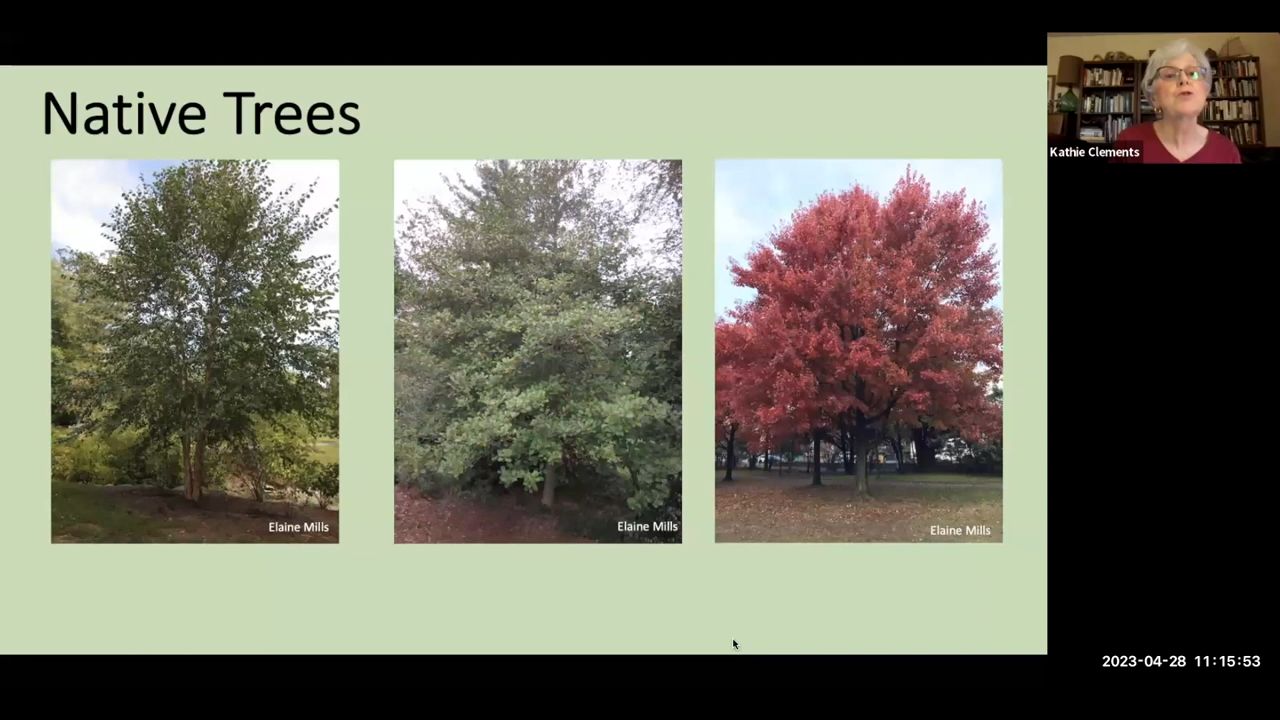 Native Trees
Kathie Clements
Elaine Mills
Elaine Mills
Elaine Mills
2023-04-28 11:15:53